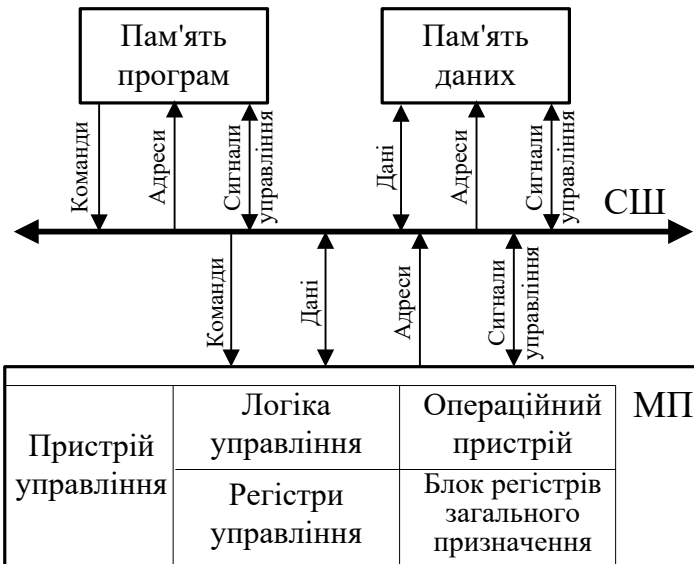 Пам'ять
програм
Пам'ять
даних
Команди
Адреси
Сигнали
управління
Дані
Адреси
Сигнали
управління
СШ
Команди
Дані
Адреси
Сигнали
управління
МП
Пристрій
управління
Логіка
управління
Операційний
пристрій
Регістри
управління
Блок регістрів
загального
призначення